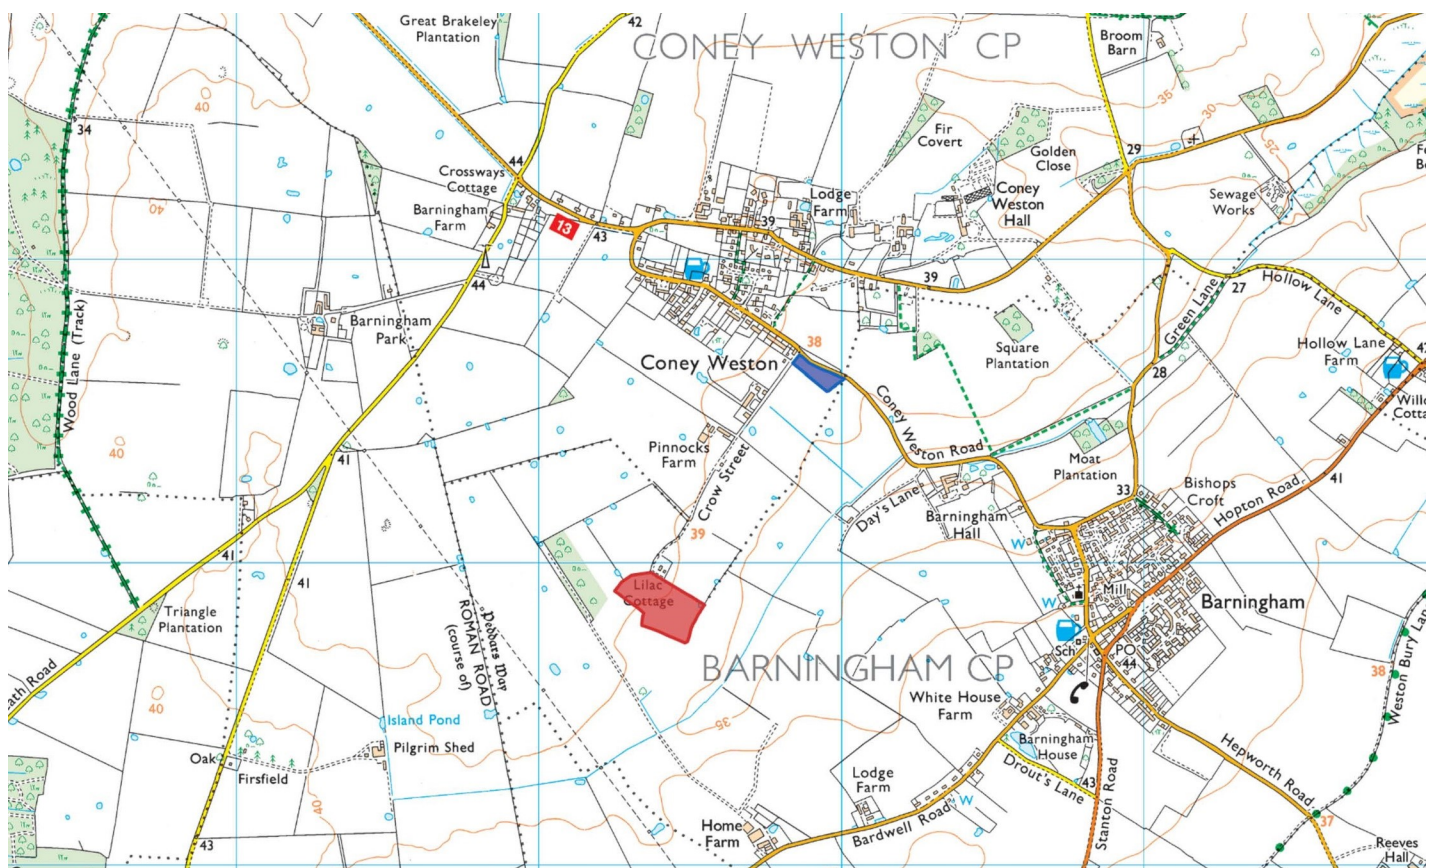 Great Brakeley
Plantation
42
CONEY WESTON CP
Broom
Barn
35
30
40
34
Fir
Covert
Golden
Close
29
25
44
Crossways
Cottage
Barningham
Farm
13
43
39
Lodge
Farm
Coney
Weston
Hall
Sewage
Works
40
44
39
27
Hollow Lane
Green Lane
Wood Lane (Track)
Barningham
Park
38
Coney Weston
Square
Plantation
28
Hollow Lane
Farm
Coney Weston Road
Pinnocks
Farm
Crow Street
40
41
Moat
Plantation
33
Bishops
Croft
Hopton Road
41
Day's Lane
Barningham
Hall
39
W
41
41
Lilac
Cottage
Triangle
Plantation
Peddars Way
ROMAN ROAD
(course of)
W
Mill
Barningham
Sch
PO
44
BARNINGHAM CP
38
Weston Bury
White House
Farm
40
35
Island Pond
Pilgrim Shed
Barningham
House
Oak
Firsfield
40
Drout's Lane
43
Stanton Road
Hepworth Road
37
Lodge
Farm
W
Bardwell Road
Home
Farm
43
Reeves
Hall